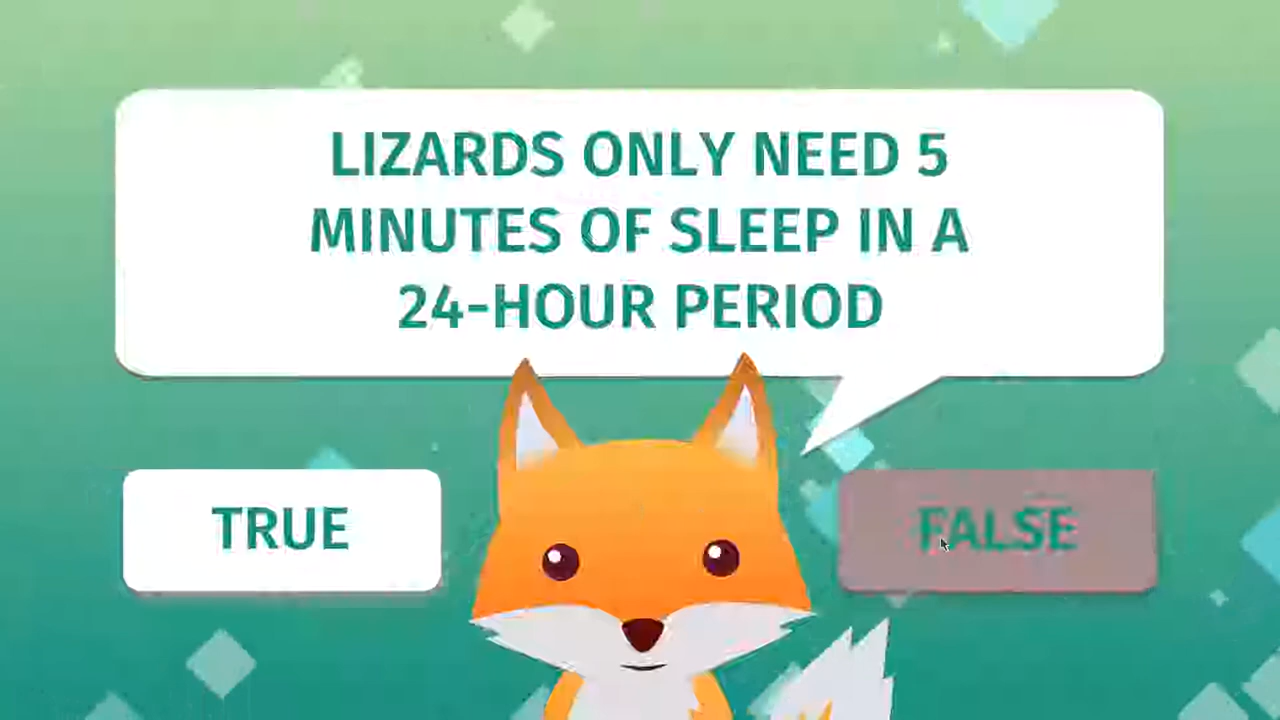 LIZARDS ONLY NEED 5
MINUTES OF SLEEP IN A
24-HOUR PERIOD
TRUE
FALSE